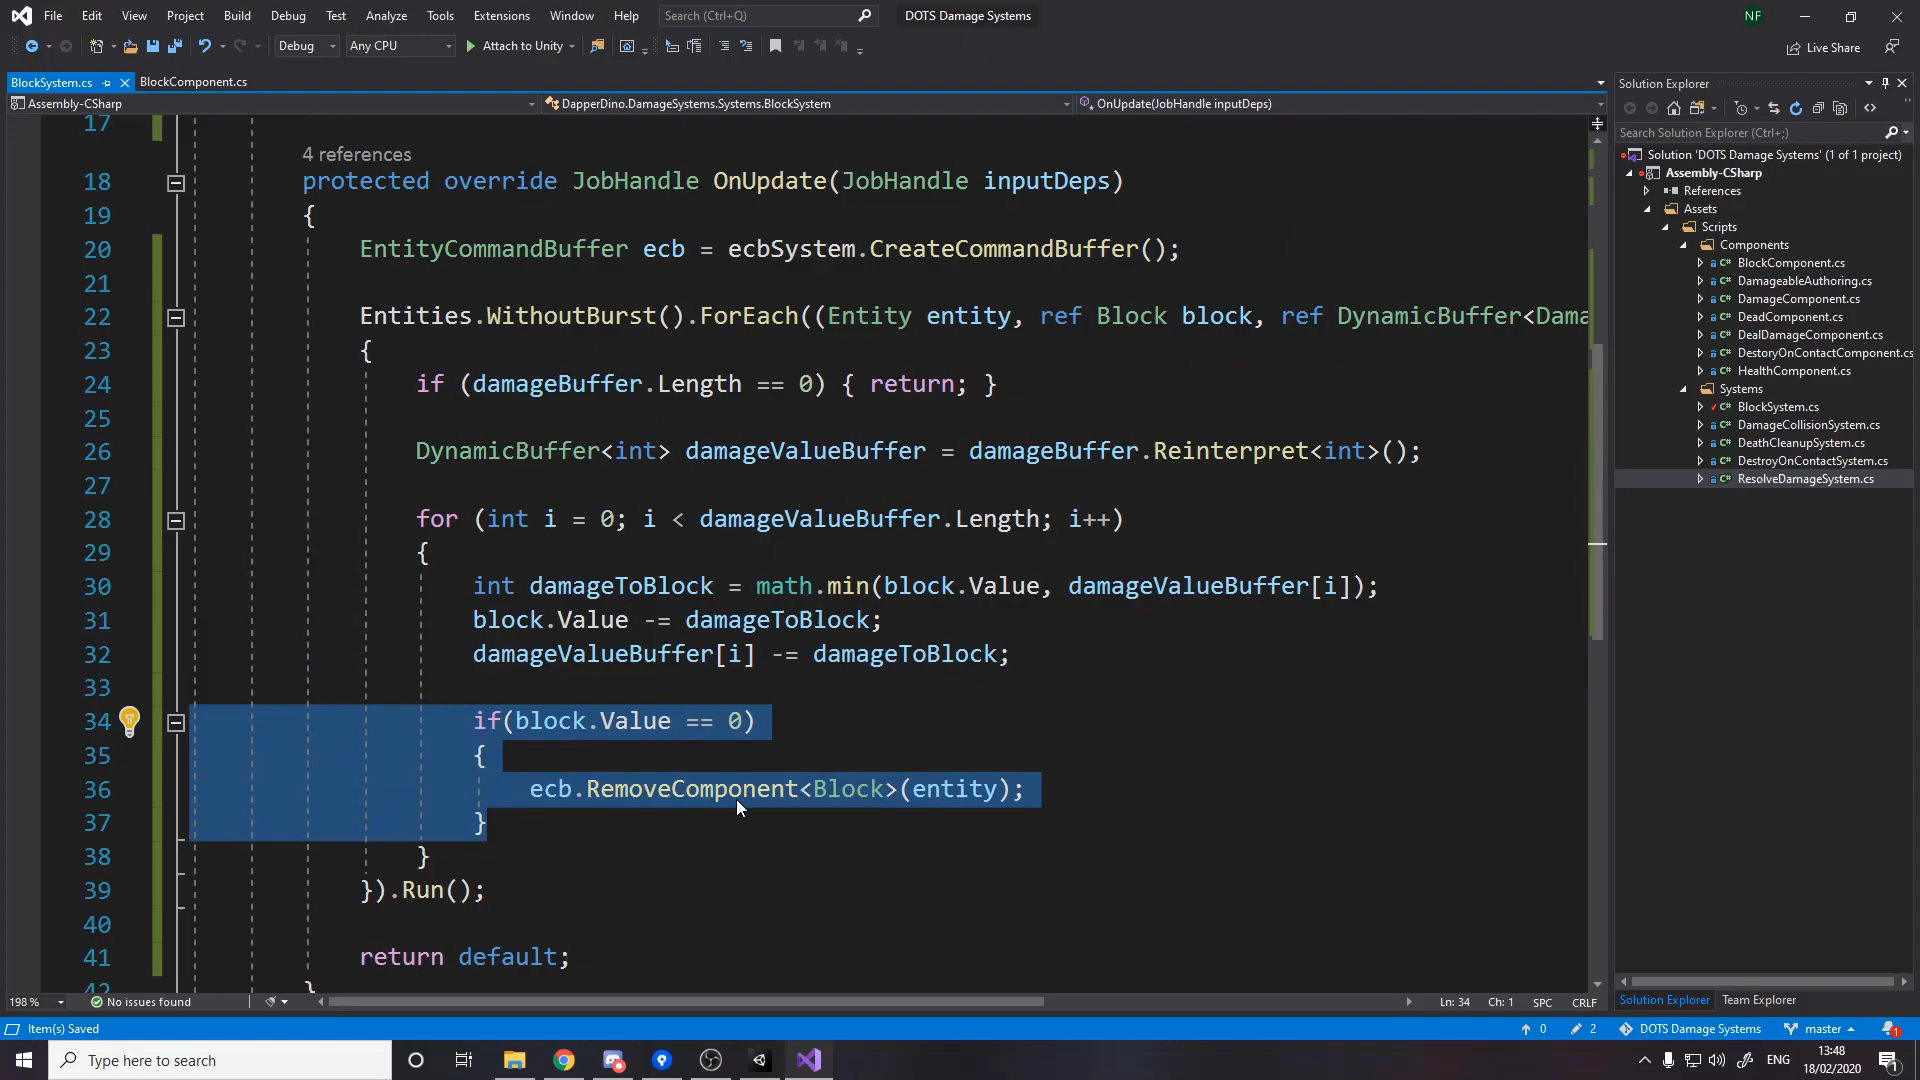 File Edit View Project Build Debug Test Analyze Tools Extensions Window Help Search (Ctrl+Q) DOTS Damage Systems NF
Debug Any CPU Attach to Unity Live Share
BlockSystem.cs BlockComponent.cs
Assembly-CSharp DapperDino.DamageSystems.Systems.BlockSystem OnUpdate(JobHandle inputDeps)
17
4 references
18 protected override JobHandle OnUpdate(JobHandle inputDeps)
19 {
20 EntityCommandBuffer ecb = ecbSystem.CreateCommandBuffer();
21
22 Entities.WithoutBurst().ForEach((Entity entity, ref Block block, ref DynamicBuffer<Dama
23 {
24 if (damageBuffer.Length == 0) { return; }
25
26 DynamicBuffer<int> damageValueBuffer = damageBuffer.Reinterpret<int>();
27
28 for (int i = 0; i < damageValueBuffer.Length; i++)
29 {
30 int damageToBlock = math.min(block.Value, damageValueBuffer[i]);
31 block.Value -= damageToBlock;
32 damageValueBuffer[i] -= damageToBlock;
33
34 if(block.Value == 0)
35 {
36 ecb.RemoveComponent<Block>(entity);
37 }
38 }
39 }).Run();
40
41 return default;
42 }
198 % No issues found Ln: 34 Ch: 1 SPC CRLF
Solution Explorer
Search Solution Explorer (Ctrl+;)
Solution 'DOTS Damage Systems' (1 of 1 project)
Assembly-CSharp
References
Assets
Scripts
Components
BlockComponent.cs
DamageableAuthoring.cs
DamageComponent.cs
DeadComponent.cs
DealDamageComponent.cs
DestoryOnContactComponent.cs
HealthComponent.cs
Systems
BlockSystem.cs
DamageCollisionSystem.cs
DeathCleanupSystem.cs
DestroyOnContactSystem.cs
ResolveDamageSystem.cs
Solution Explorer Team Explorer
Item(s) Saved 0 2 DOTS Damage Systems master 1
Type here to search ENG 13:48
18/02/2020 1